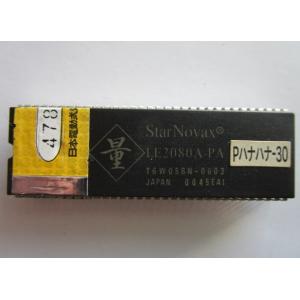 478
日本電動式
量
StarNovax®
LE2080A-PA
T6W05BN-0603
JAPAN 0045EAI
Pハナハナ-30